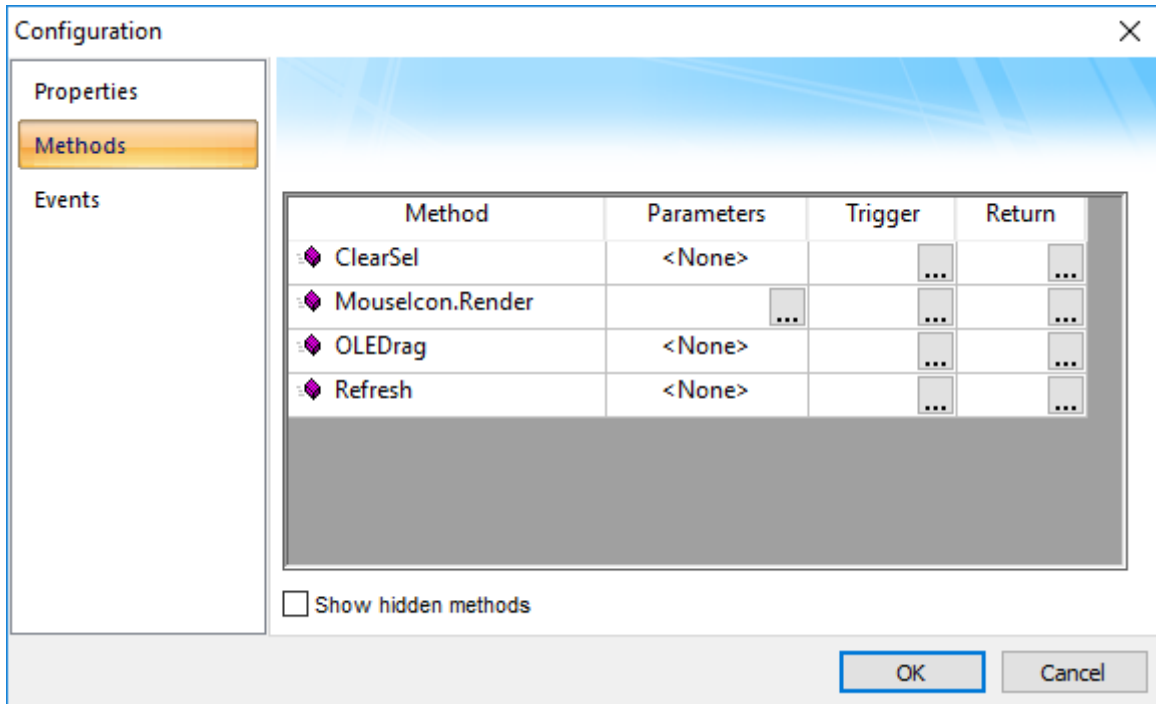 Configuration
Properties
Methods
Events
Method Parameters Trigger Return
ClearSel <None> ... ...
MouseIcon.Render ... ... ...
OLEDrag <None> ... ...
Refresh <None> ... ...
Show hidden methods
OK Cancel